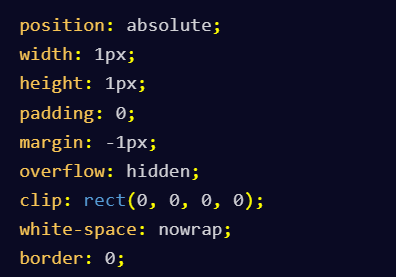 position: absolute;
width: 1px;
height: 1px;
padding: 0;
margin: -1px;
overflow: hidden;
clip: rect(0, 0, 0, 0);
white-space: nowrap;
border: 0;